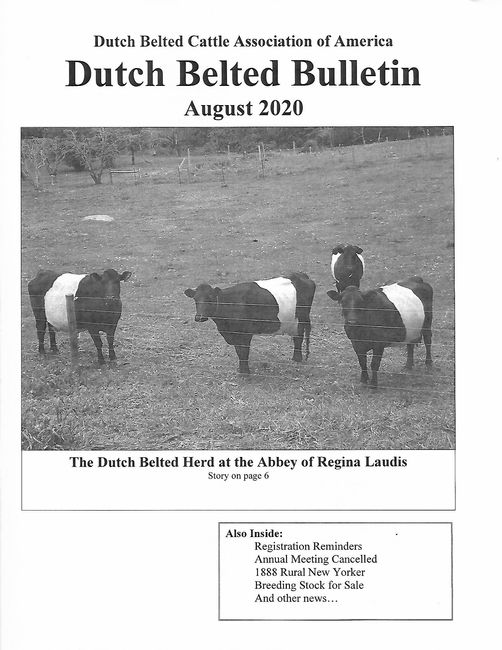 Dutch Belted Cattle Association of America
Dutch Belted Bulletin
August 2020
The Dutch Belted Herd at the Abbey of Regina Laudis
Story on page 6
Also Inside:
Registration Reminders
Annual Meeting Cancelled
1888 Rural New Yorker
Breeding Stock for Sale
And other news…